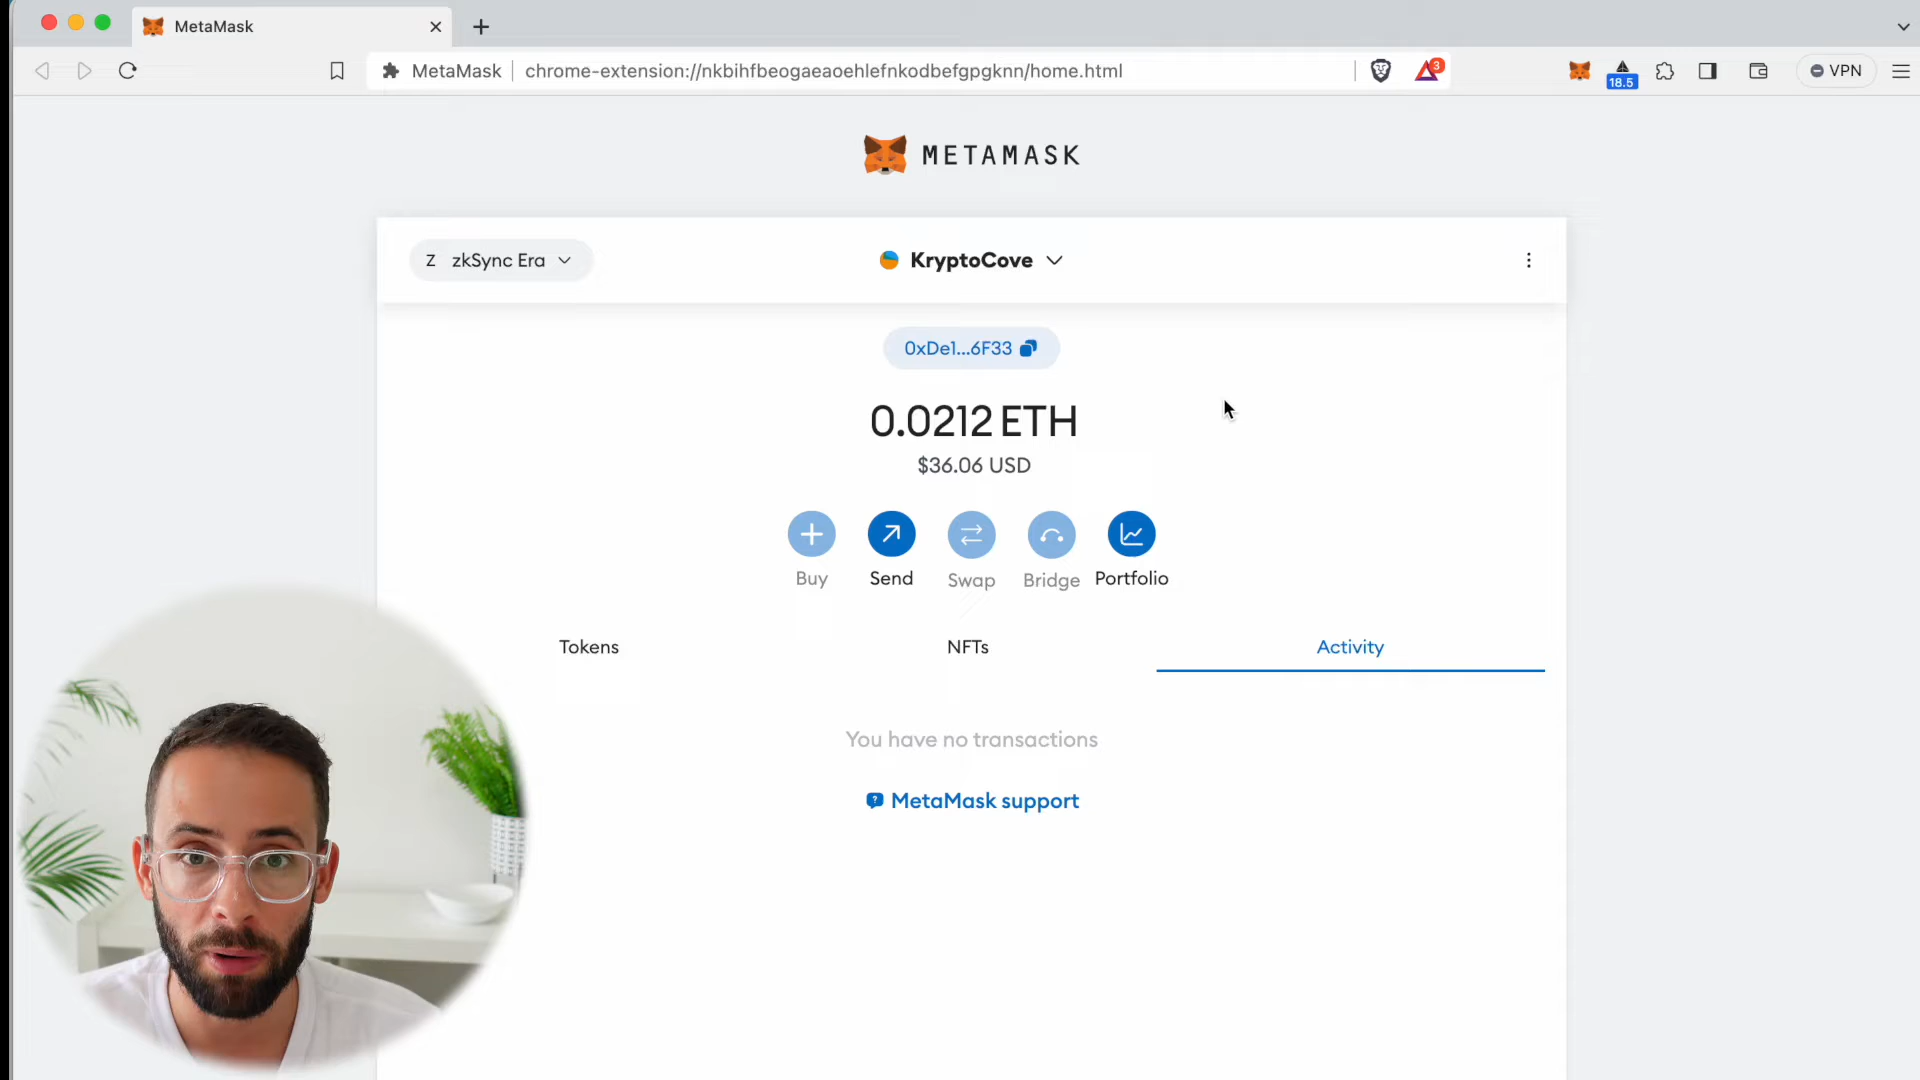 MetaMask
MetaMask chrome-extension://nkbihfbeogaeaoehlefnkodbefgpgknn/home.html
3
18.5
VPN
METAMASK
Z zkSync Era
KryptoCove
0xDe1...6F33
0.0212 ETH
$36.06 USD
Buy Send Swap Bridge Portfolio
Tokens NFTs Activity
You have no transactions
MetaMask support